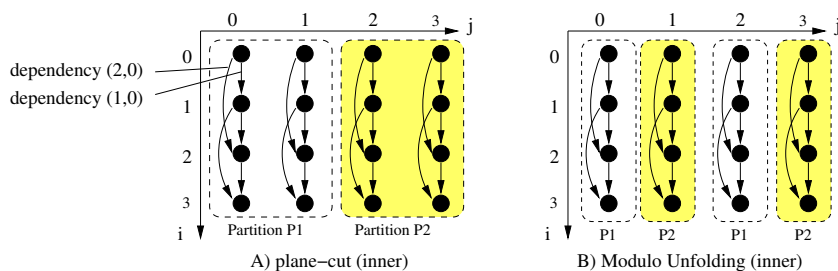 0 1 2 3 j
0
dependency (2,0)
dependency (1,0)
1
2
3
i
Partition P1 Partition P2
A) plane-cut (inner)
0 1 2 3 j
0
1
2
3
i
P1 P2 P1 P2
B) Modulo Unfolding (inner)